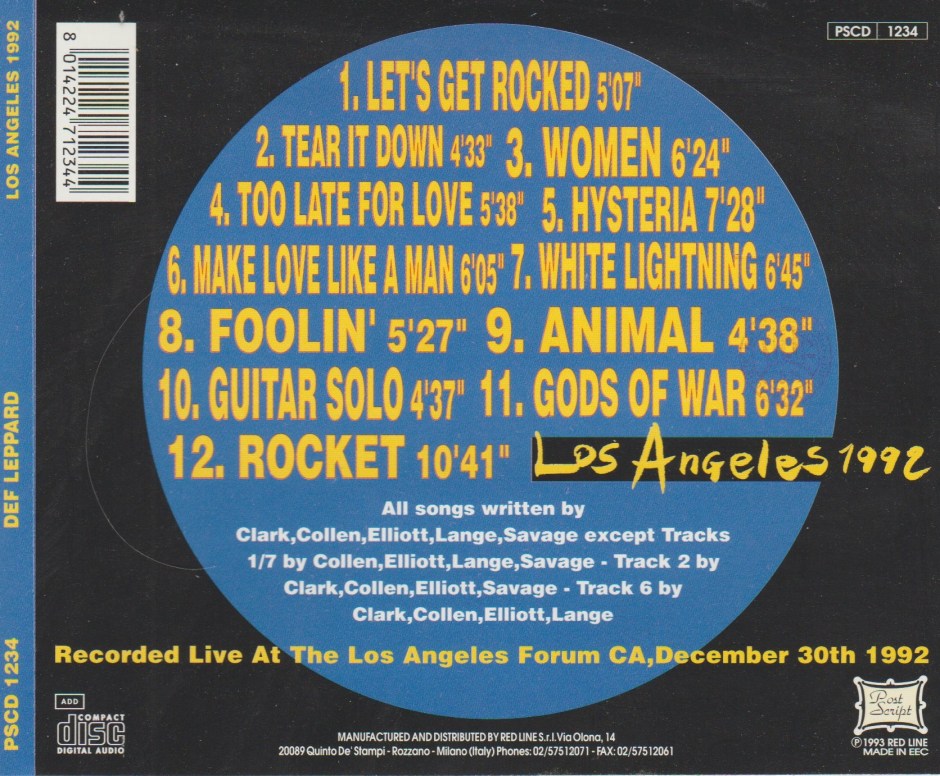 LOS ANGELES 1992
DEF LEPPARD
PSCD 1234
8 014224 712344
PSCD 1234
1. LET'S GET ROCKED 5'07"
2. TEAR IT DOWN 4'33" 3. WOMEN 6'24"
4. TOO LATE FOR LOVE 5'38" 5. HYSTERIA 7'28"
6. MAKE LOVE LIKE A MAN 6'05" 7. WHITE LIGHTNING 6'45"
8. FOOLIN' 5'27" 9. ANIMAL 4'38"
10. GUITAR SOLO 4'37" 11. GODS OF WAR 6'32"
12. ROCKET 10'41" Los Angeles 1992
All songs written by
Clark,Collen,Elliott,Lange,Savage except Tracks
1/7 by Collen,Elliott,Lange,Savage - Track 2 by
Clark,Collen,Elliott,Savage - Track 6 by
Clark,Collen,Elliott,Lange
Recorded Live At The Los Angeles Forum CA,December 30th 1992
ADD
COMPACT
disc
DIGITAL AUDIO
MANUFACTURED AND DISTRIBUTED BY RED LINE S.r.l. Via Olona, 14
20089 Quinto De' Stampi - Rozzano - Milano (Italy) Phones: 02/57512071 - FAX: 02/57512061
Post
Script
℗ 1993 RED LINE
MADE IN EEC